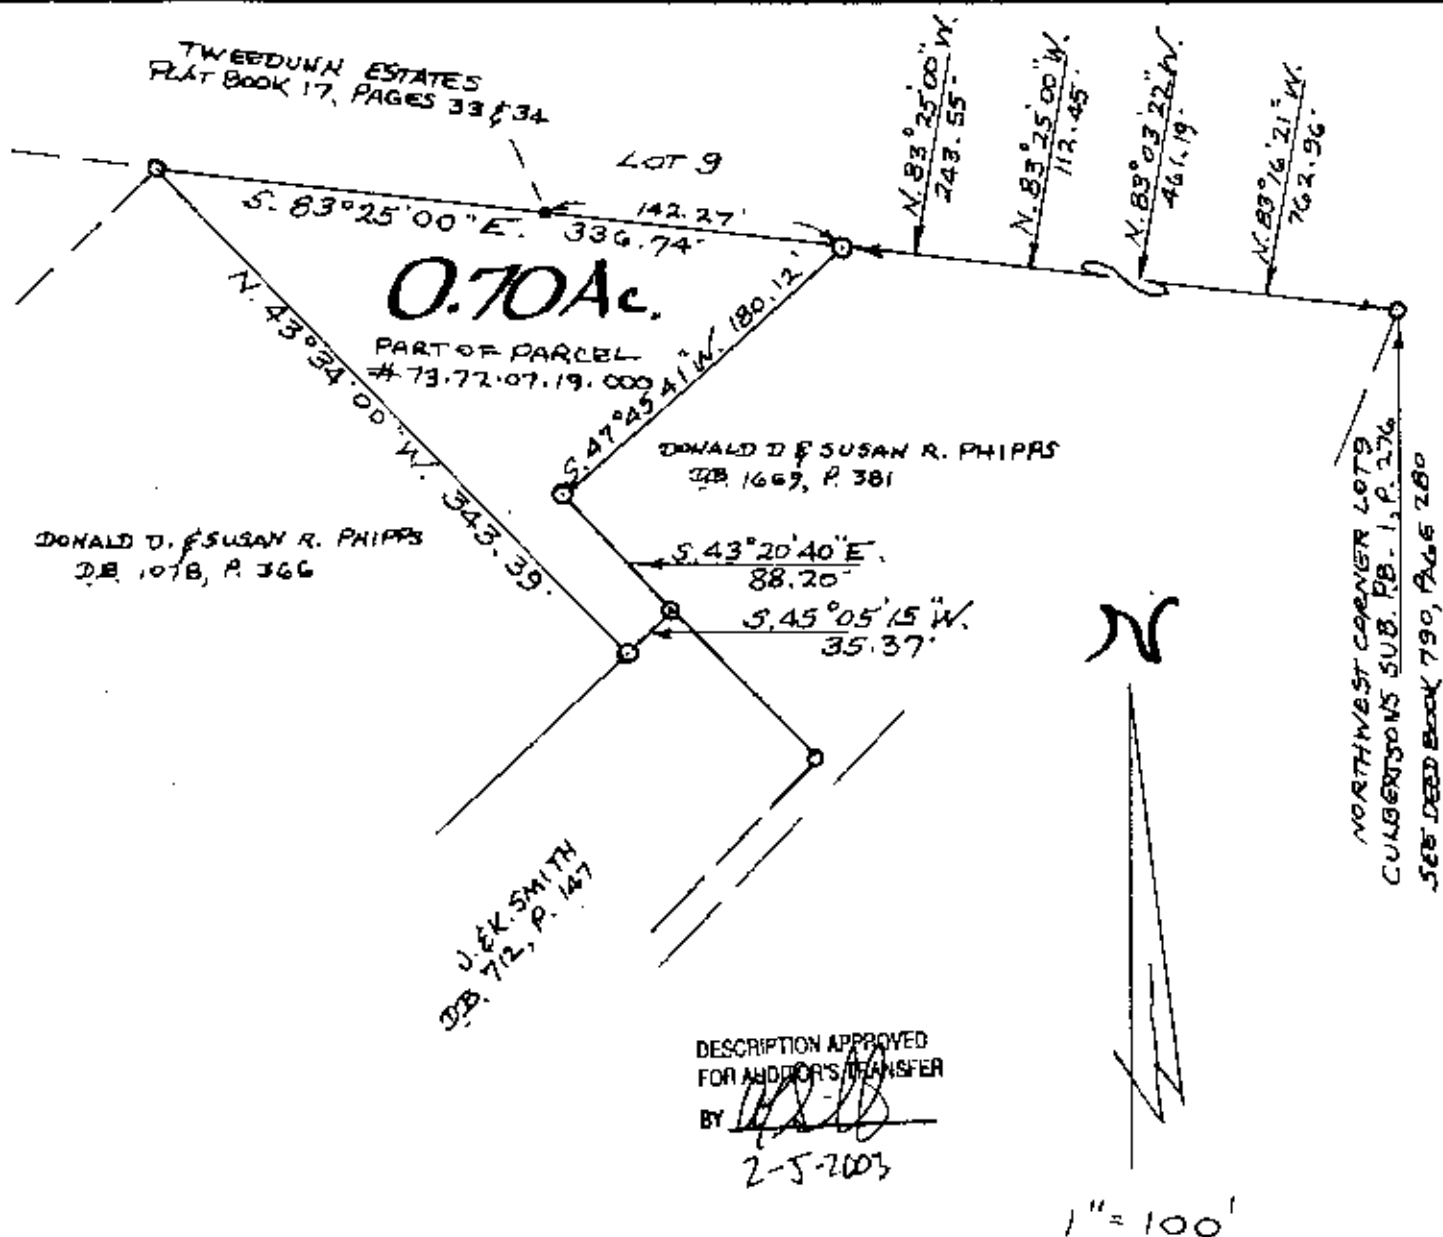 TWEEDUNN ESTATES
PLAT BOOK 17, PAGES 33 & 34
LOT 9
S. 83°25'00"E. 336.74'
142.27'
N. 83°25'00"W.
243.55'
N. 83°25'00"W.
112.45'
N. 83°03'22"W.
461.19'
N. 83°16'21"W.
762.96'
0.70 Ac.
PART OF PARCEL
# 73.72.07.19.000
N. 43°34'00"W. 343.39'
S. 47°45'41"W. 180.12'
DONALD D & SUSAN R. PHIPPS
D.B. 1669, P. 381
DONALD D. & SUSAN R. PHIPPS
D.B. 1078, P. 366
S. 43°20'40"E.
88.20'
S. 45°05'15"W.
35.37'
N
NORTHWEST CORNER LOT 9
CULBERTSONS SUB. P.B. 1, P. 276
SEE DEED BOOK 790, PAGE 280
J. & K. SMITH
D.B. 712, P. 147
DESCRIPTION APPROVED
FOR AUDITOR'S TRANSFER
BY
2-5-2003
1" = 100'